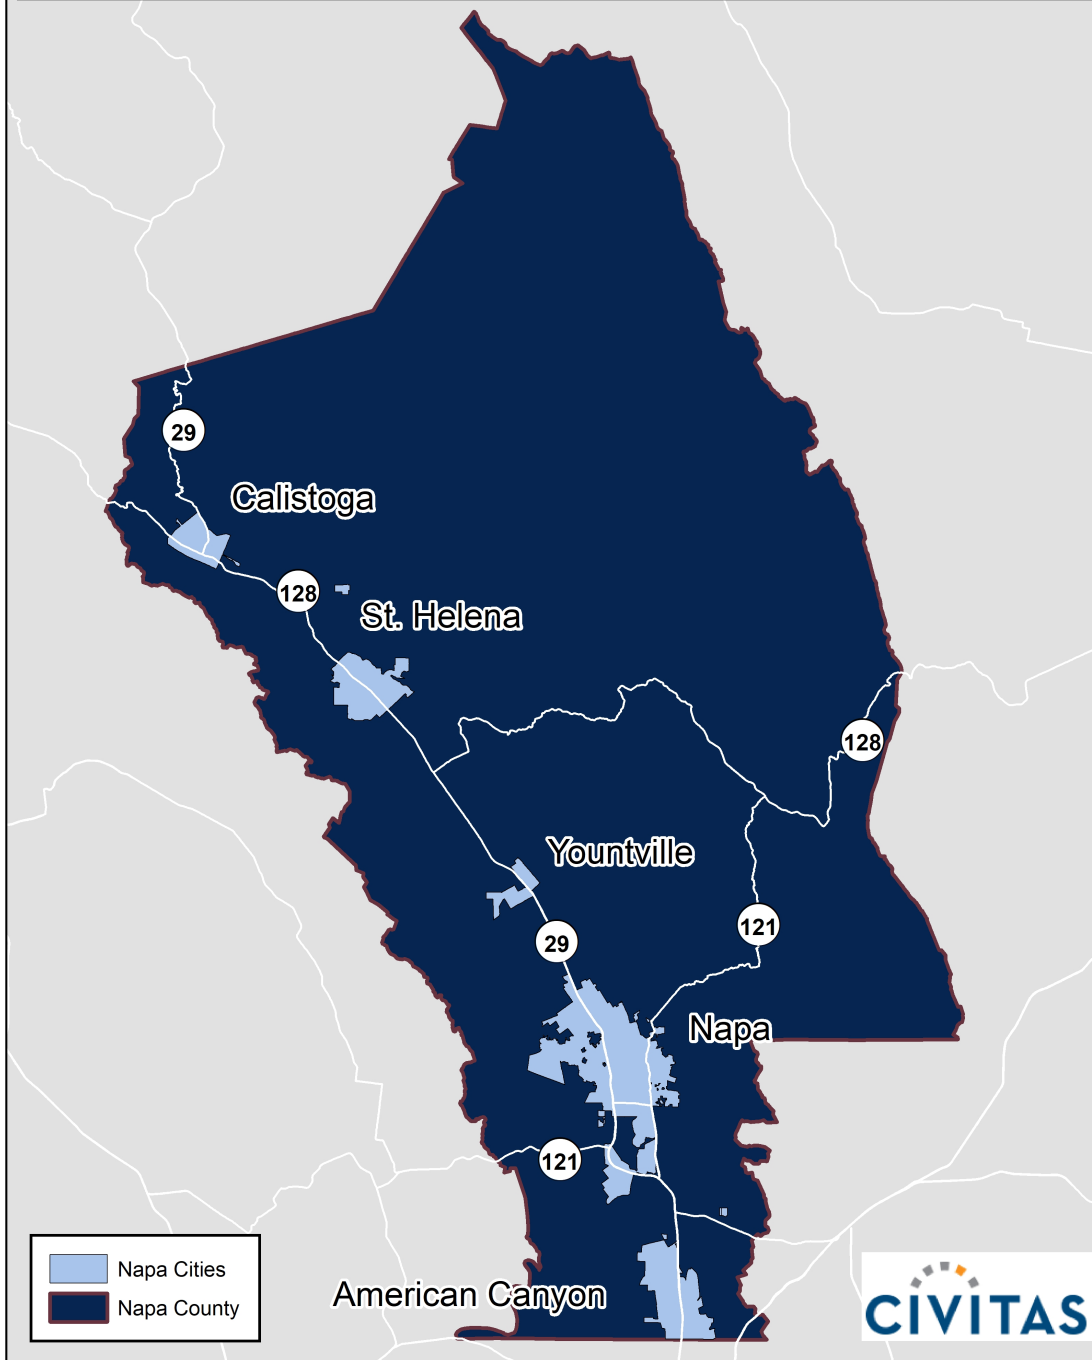 29
Calistoga
128
St. Helena
128
Yountville
121
29
Napa
121
American Canyon
Napa Cities
Napa County
CIVITAS